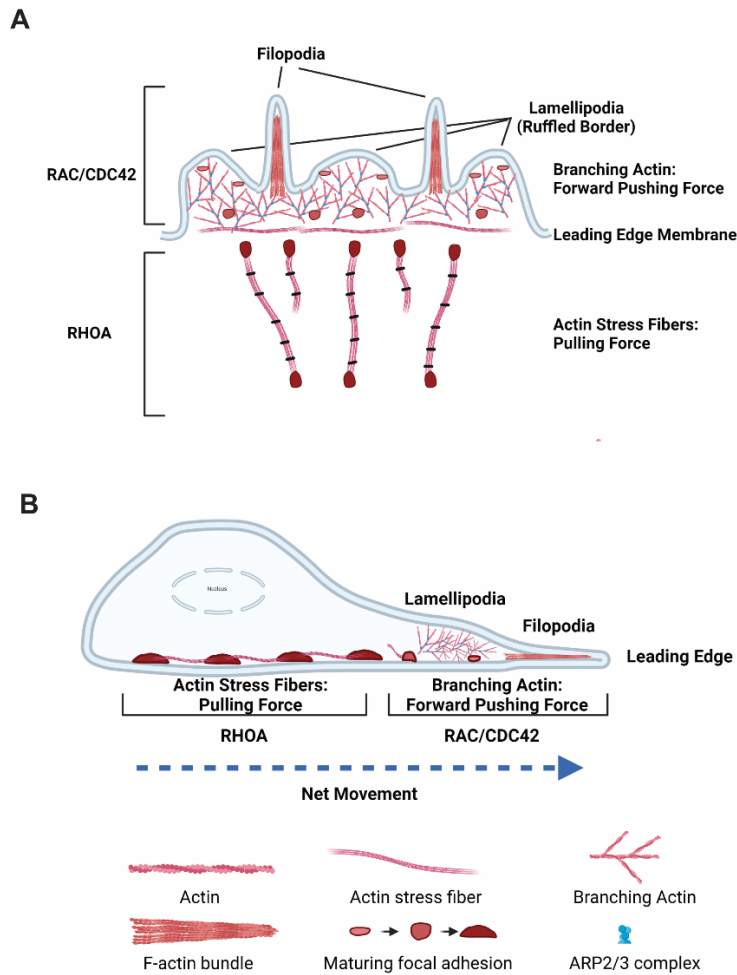 A
Filopodia
Lamellipodia
(Ruffled Border)
RAC/CDC42
Branching Actin:
Forward Pushing Force
Leading Edge Membrane
RHOA
Actin Stress Fibers:
Pulling Force
B
Nucleus
Lamellipodia
Filopodia
Leading Edge
Actin Stress Fibers:
Pulling Force
Branching Actin:
Forward Pushing Force
RHOA
RAC/CDC42
Net Movement
Actin
Actin stress fiber
Branching Actin
F-actin bundle
Maturing focal adhesion
ARP2/3 complex